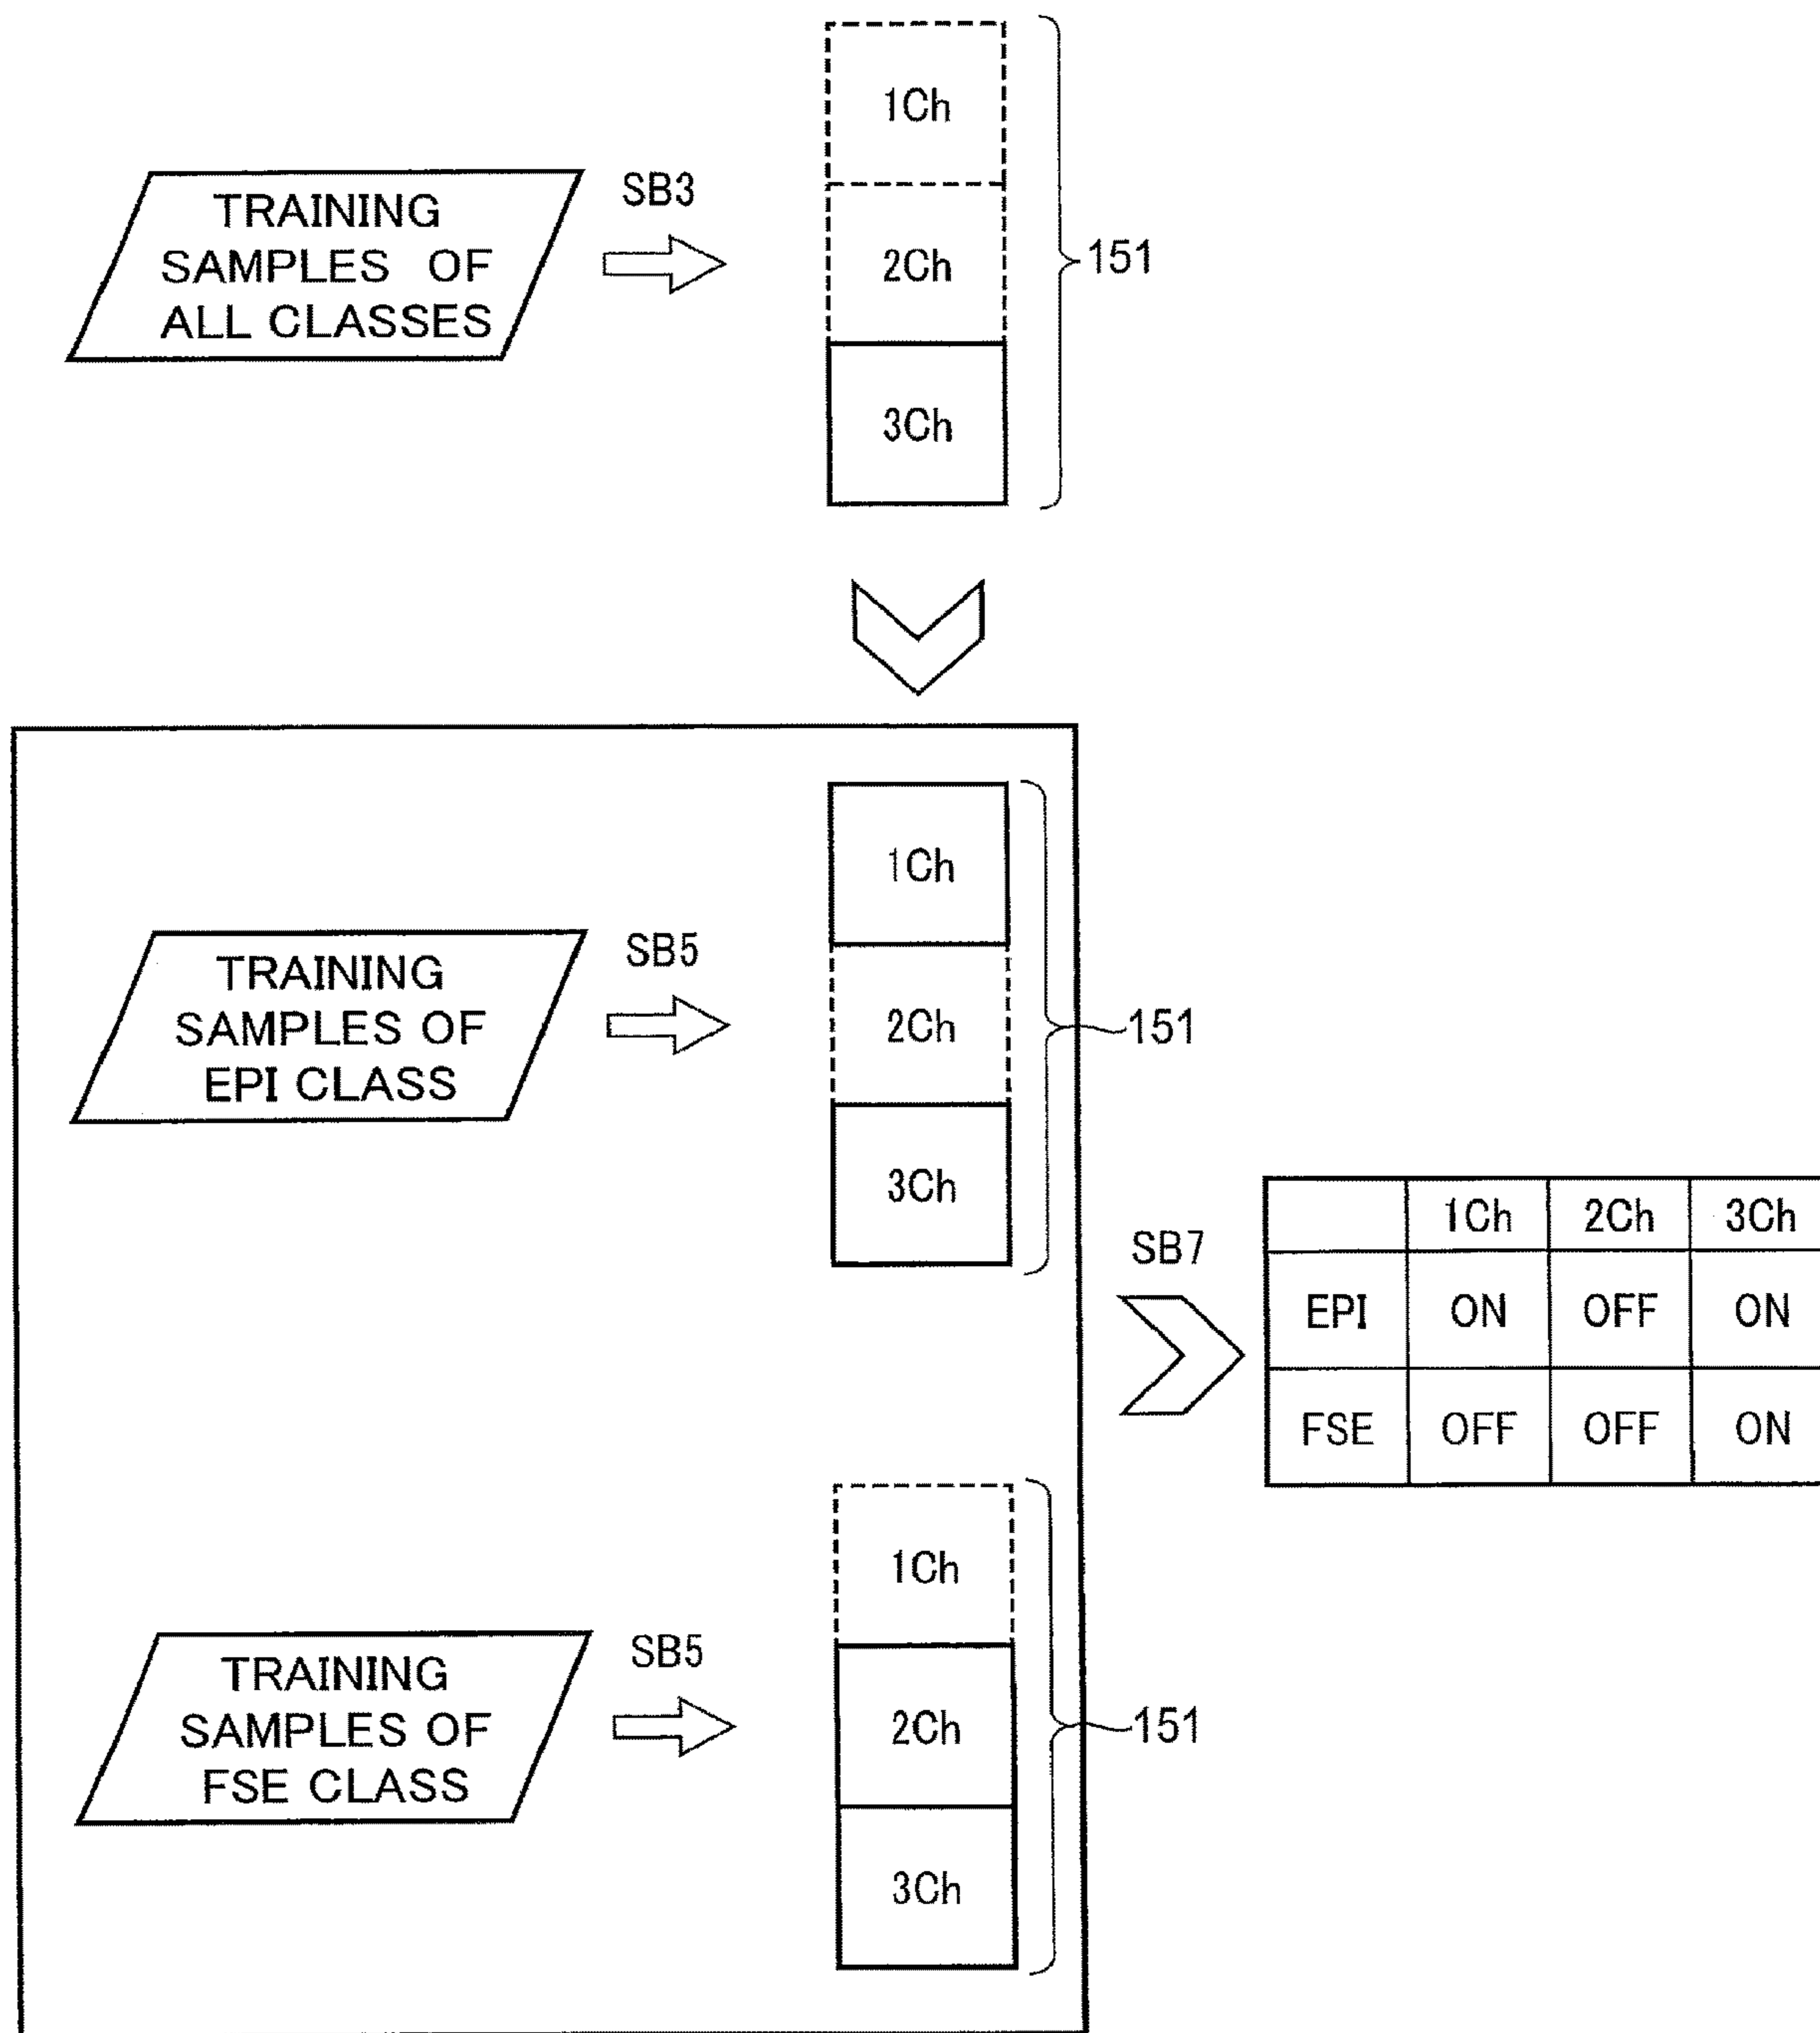 1Ch
TRAINING
SAMPLES OF
ALL CLASSES
SB3
2Ch
151
3Ch
1Ch
TRAINING
SAMPLES OF
EPI CLASS
SB5
2Ch
151
3Ch
SB7
1Ch 2Ch 3Ch
EPI ON OFF ON
FSE OFF OFF ON
1Ch
TRAINING
SAMPLES OF
FSE CLASS
SB5
2Ch
151
3Ch